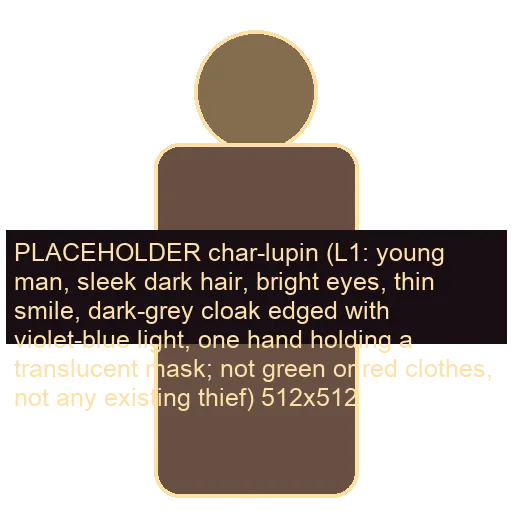 PLACEHOLDER char-lupin (L1: young
man, sleek dark hair, bright eyes, thin
smile, dark-grey cloak edged with
violet-blue light, one hand holding a
translucent mask; not green or red clothes,
not any existing thief) 512x512